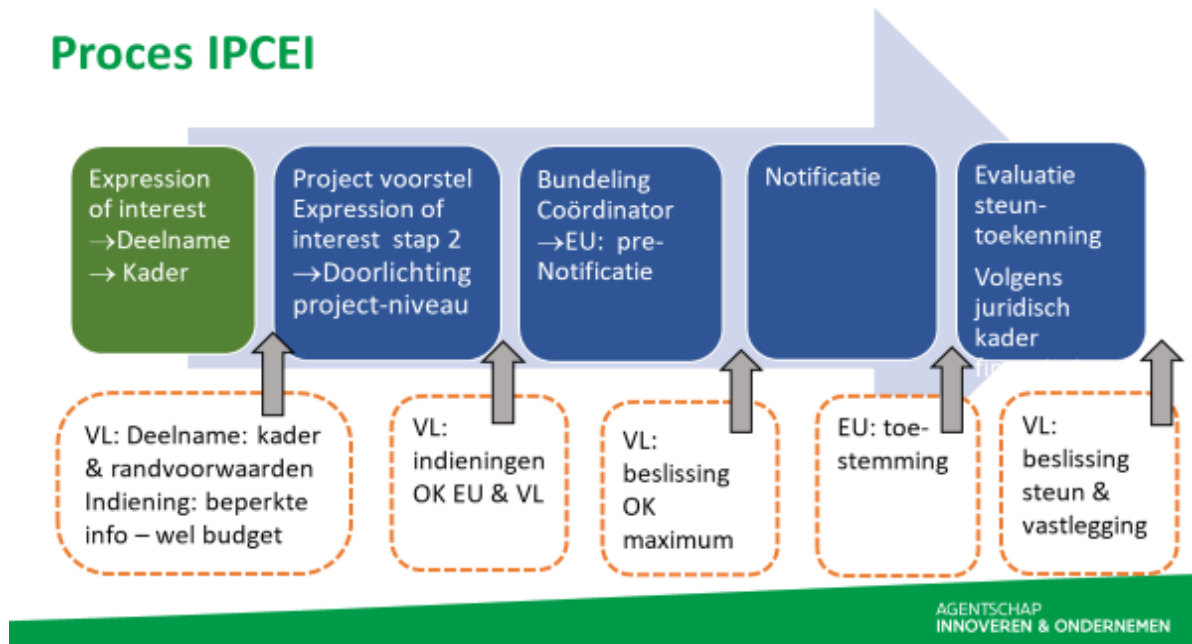 Proces IPCEI
Expression
of interest
→Deelname
→ Kader
Project voorstel
Expression of
interest stap 2
→Doorlichting
project-niveau
Bundeling
Coördinator
→EU: pre-
Notificatie
Notificatie
Evaluatie
steun-
toekenning
Volgens
juridisch
kader
VL: Deelname: kader
& randvoorwaarden
Indiening: beperkte
info – wel budget
VL:
indieningen
OK EU & VL
VL:
beslissing
OK
maximum
EU: toe-
stemming
VL:
beslissing
steun &
vastlegging
AGENTSCHAP
INNOVEREN & ONDERNEMEN